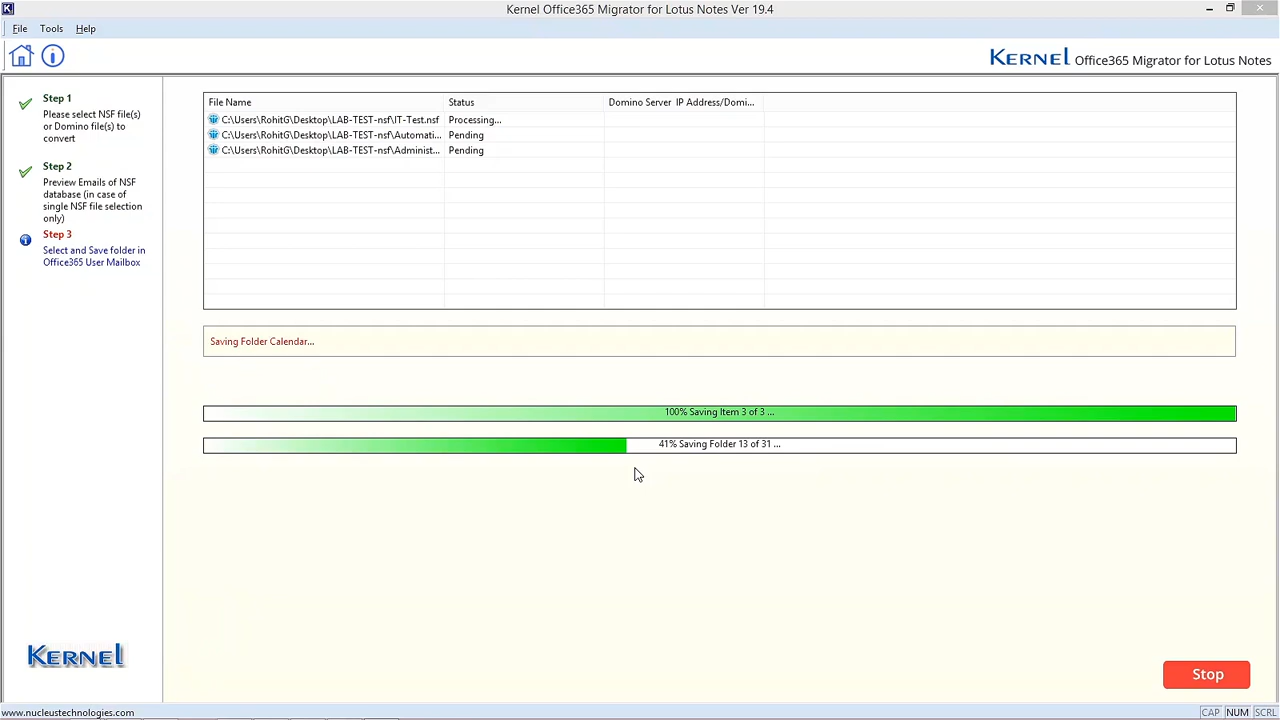 Kernel Office365 Migrator for Lotus Notes Ver 19.4
File Tools Help
KERNEL Office365 Migrator for Lotus Notes
Step 1
Please select NSF file(s)
or Domino file(s) to
convert
Step 2
Preview Emails of NSF
database (in case of
single NSF file selection
only)
Step 3
Select and Save folder in
Office365 User Mailbox
File Name Status Domino Server IP Address/Domi...
C:\Users\RohitG\Desktop\LAB-TEST-nsf\IT-Test.nsf Processing...
C:\Users\RohitG\Desktop\LAB-TEST-nsf\Automati... Pending
C:\Users\RohitG\Desktop\LAB-TEST-nsf\Administ... Pending
Saving Folder Calendar...
100% Saving Item 3 of 3 ...
41% Saving Folder 13 of 31 ...
KERNEL
Stop
www.nucleustechnologies.com CAP NUM SCRL